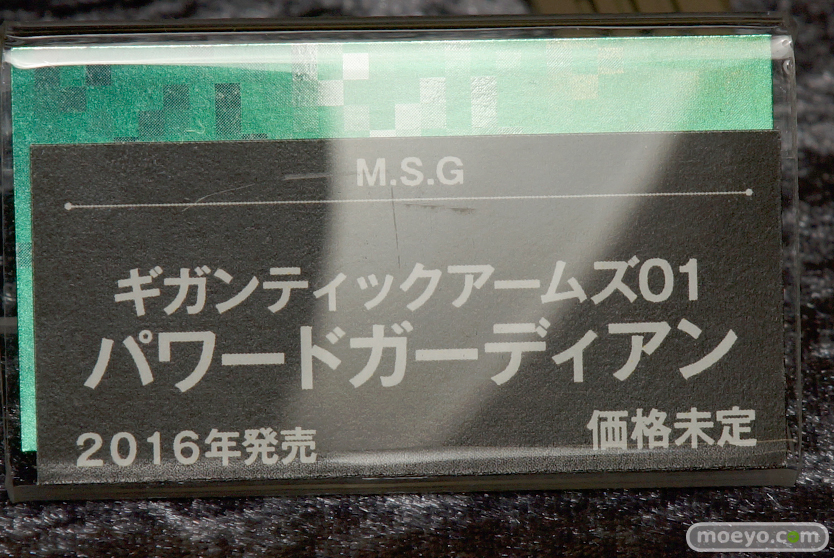 M.S.G
ギガンティックアームズ01
パワードガーディアン
2016年発売
価格未定
moeyo.com